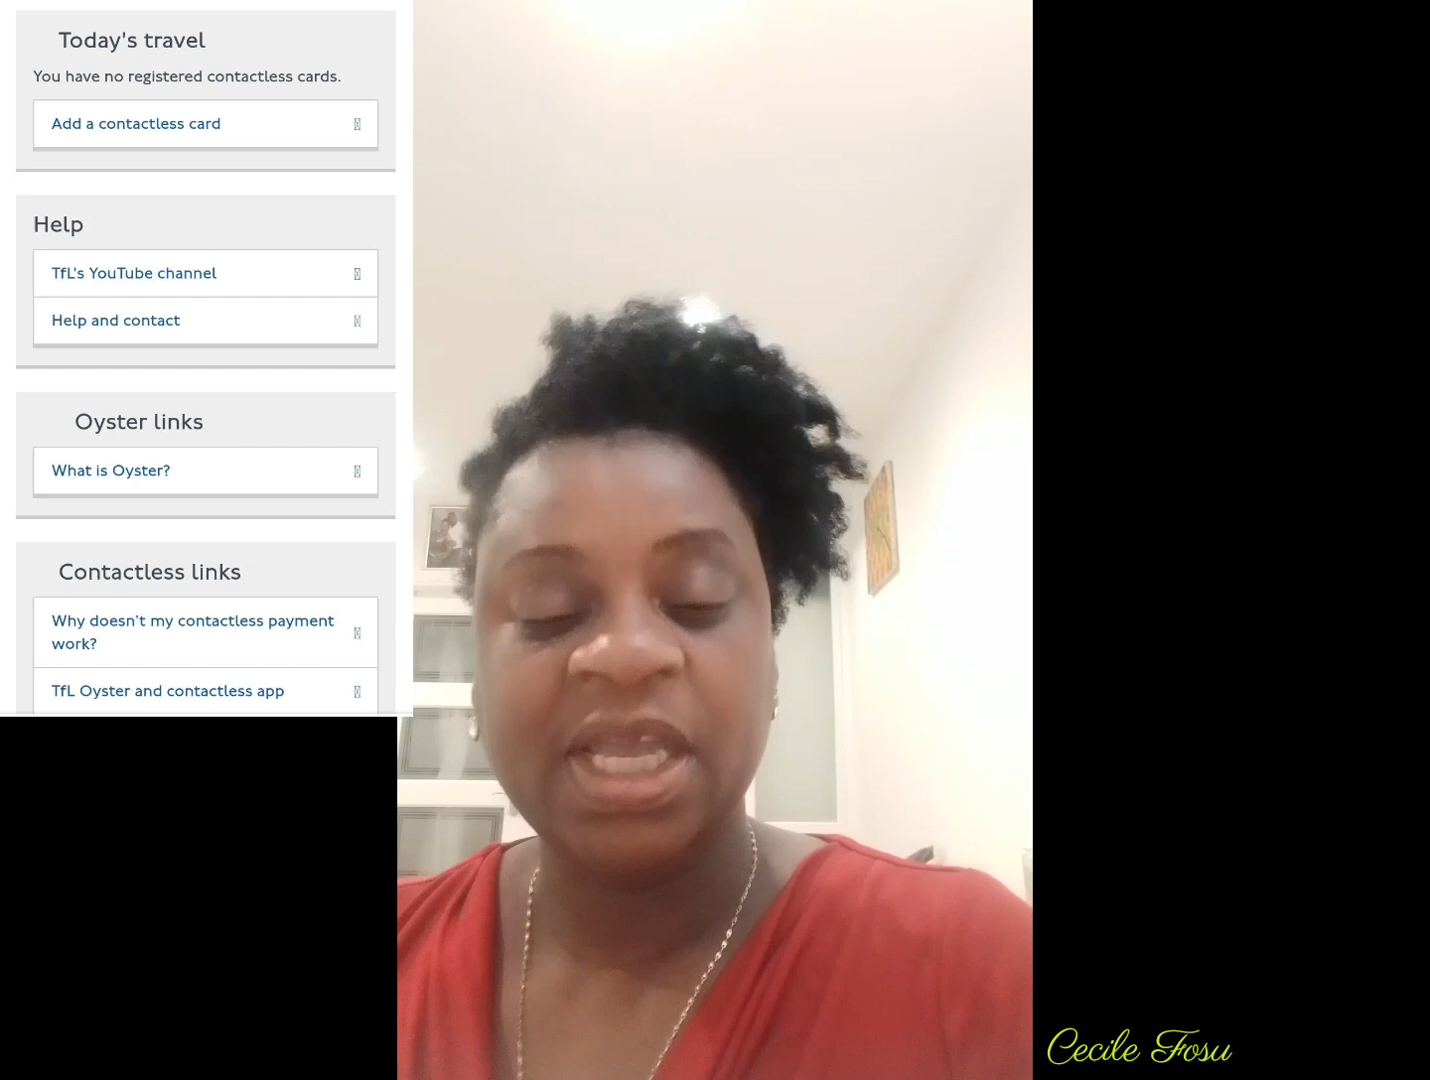 Today's travel
You have no registered contactless cards.
Add a contactless card
Help
TfL's YouTube channel
Help and contact
Oyster links
What is Oyster?
Contactless links
Why doesn't my contactless payment
work?
TfL Oyster and contactless app
Cecile Fosu